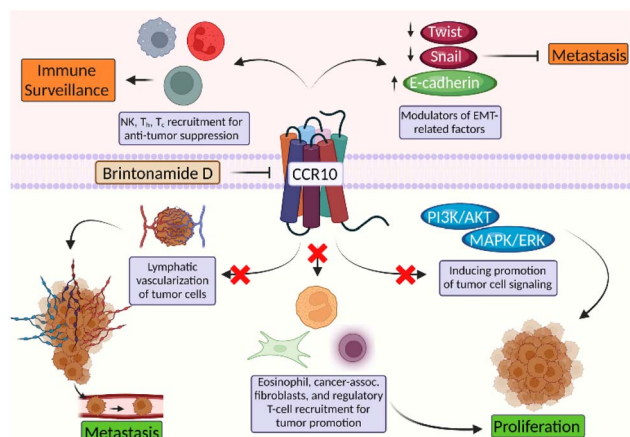 Immune
Surveillance
NK, Tₕ, T꜀ recruitment for
anti-tumor suppression
Twist
Snail
E-cadherin
Metastasis
Modulators of EMT-
related factors
Brintonamide D
CCR10
Lymphatic
vascularization
of tumor cells
PI3K/AKT
MAPK/ERK
Inducing promotion
of tumor cell signaling
Eosinophil, cancer-assoc.
fibroblasts, and regulatory
T-cell recruitment for
tumor promotion
Metastasis
Proliferation